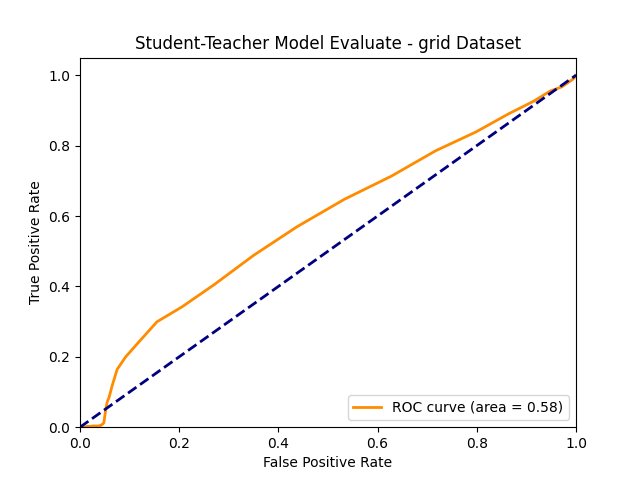 Student-Teacher Model Evaluate - grid Dataset
True Positive Rate
1.0
0.8
0.6
0.4
0.2
0.0
ROC curve (area = 0.58)
0.0 0.2 0.4 0.6 0.8 1.0
False Positive Rate